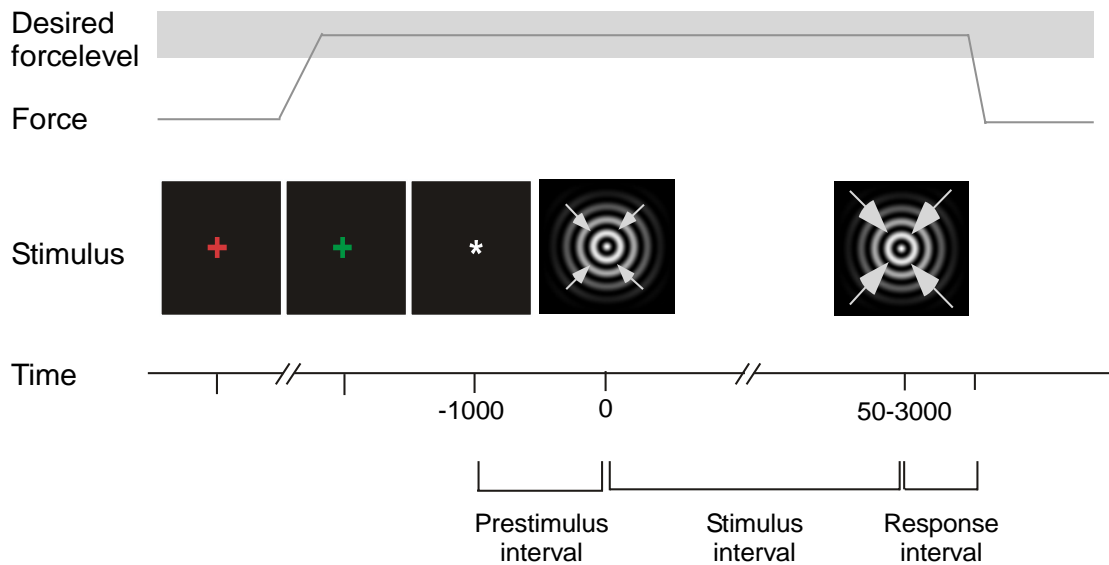 Desired
forcelevel
Force
Stimulus
*
Time
-1000
0
50-3000
Prestimulus
interval
Stimulus
interval
Response
interval